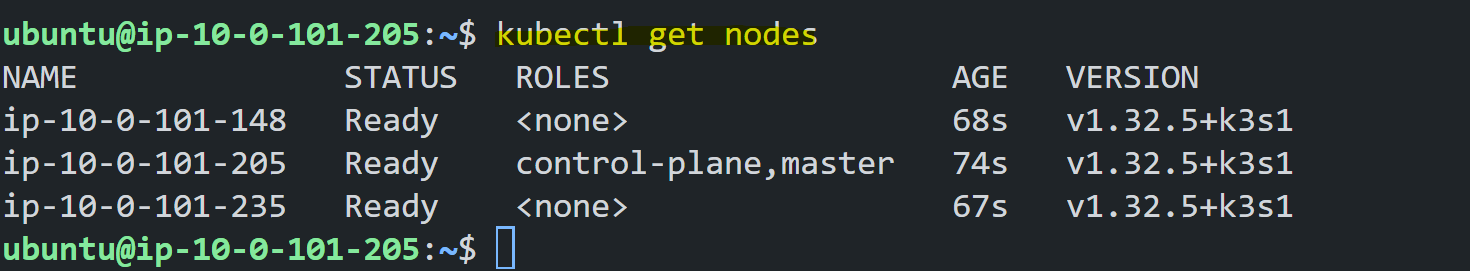 ubuntu@ip-10-0-101-205:~$ kubectl get nodes
NAME STATUS ROLES AGE VERSION
ip-10-0-101-148 Ready <none> 68s v1.32.5+k3s1
ip-10-0-101-205 Ready control-plane,master 74s v1.32.5+k3s1
ip-10-0-101-235 Ready <none> 67s v1.32.5+k3s1
ubuntu@ip-10-0-101-205:~$